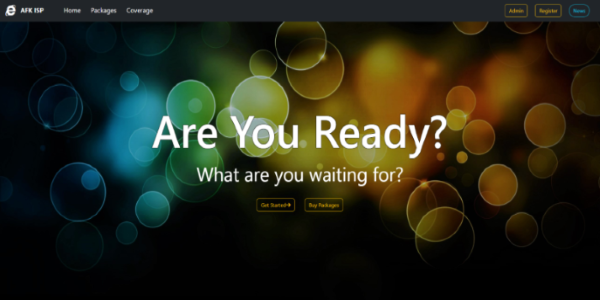 AFK ISP Home Packages Coverage Admin Register News
Are You Ready?
What are you waiting for?
Get Started→ Buy Packages